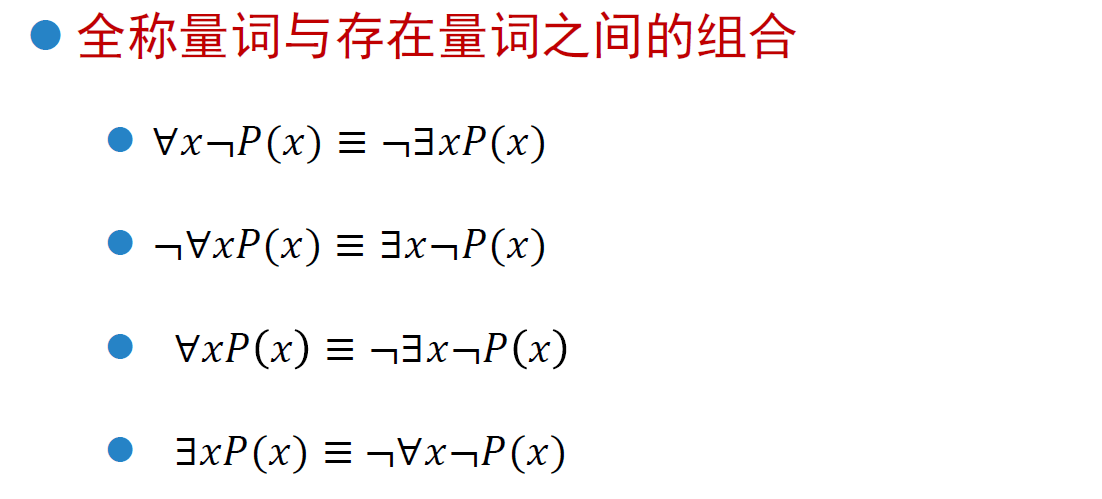 ● 全称量词与存在量词之间的组合
● ∀x¬P(x) ≡ ¬∃xP(x)
● ¬∀xP(x) ≡ ∃x¬P(x)
● ∀xP(x) ≡ ¬∃x¬P(x)
● ∃xP(x) ≡ ¬∀x¬P(x)